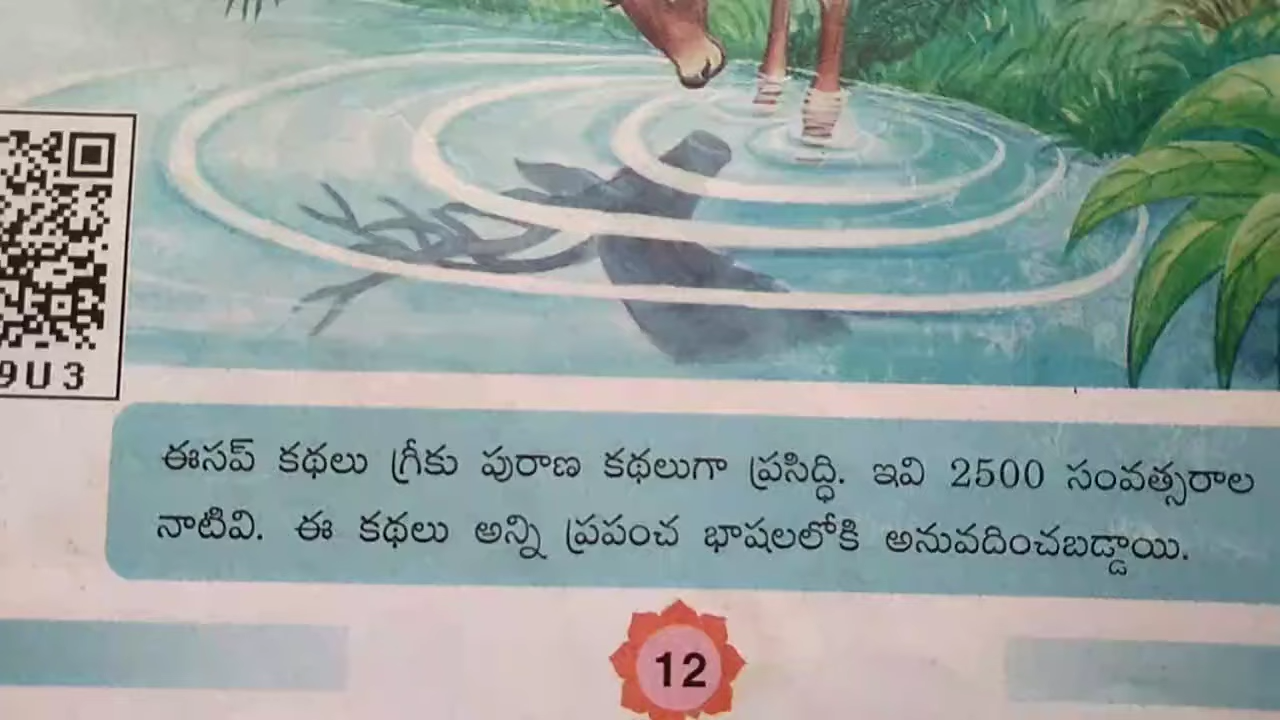 9U3
ఈసప్ కథలు గ్రీకు పురాణ కథలుగా ప్రసిద్ధి. ఇవి 2500 సంవత్సరాల
నాటివి. ఈ కథలు అన్ని ప్రపంచ భాషలలోకి అనువదించబడ్డాయి.
12